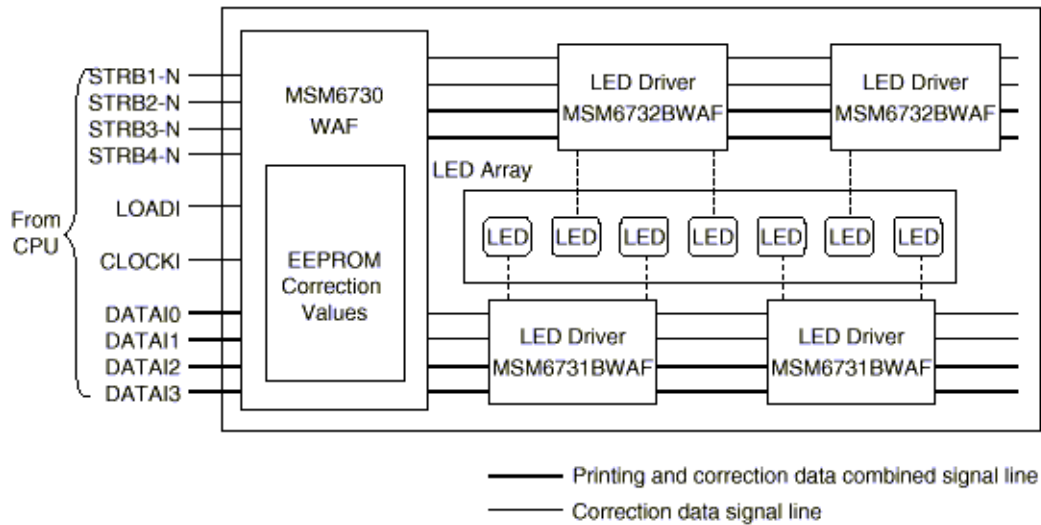 STRB1-N
STRB2-N
STRB3-N
STRB4-N
LOADI
CLOCKI
DATAI0
DATAI1
DATAI2
DATAI3
From
CPU
MSM6730
WAF
EEPROM
Correction
Values
LED Driver
MSM6732BWAF
LED Driver
MSM6732BWAF
LED Array
LED
LED
LED
LED
LED
LED
LED
LED Driver
MSM6731BWAF
LED Driver
MSM6731BWAF
Printing and correction data combined signal line
Correction data signal line